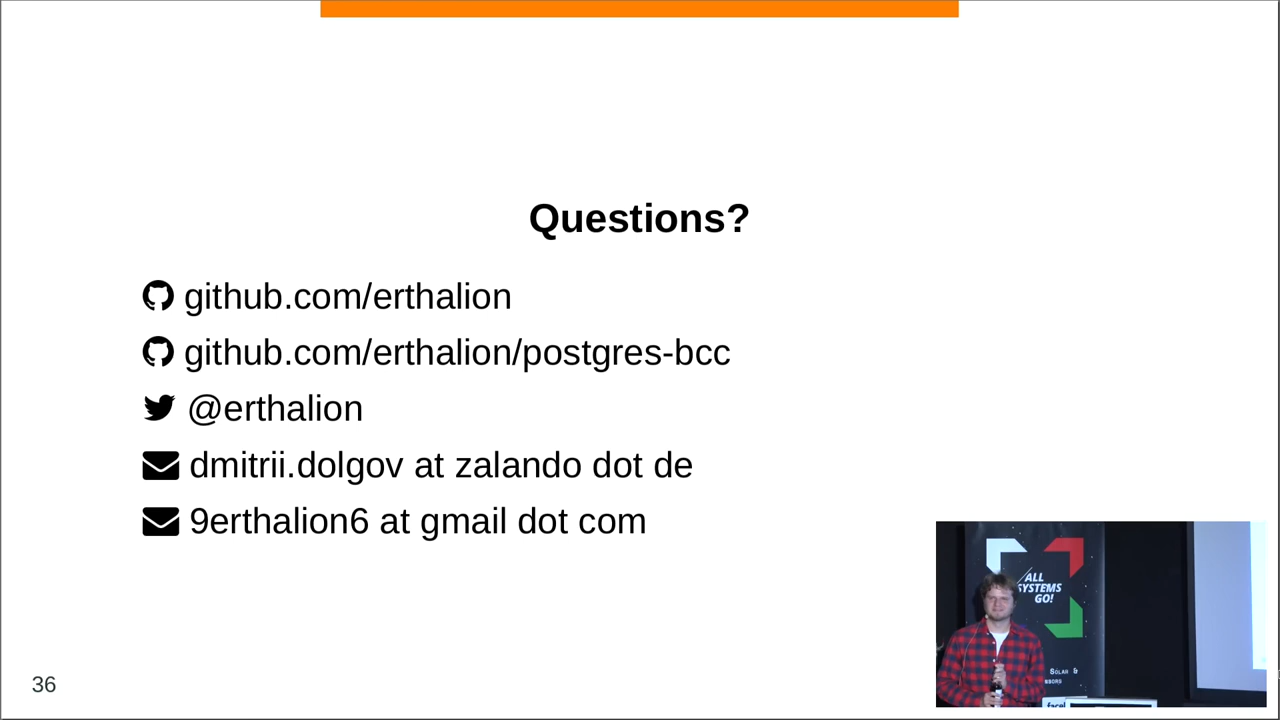 Questions?
github.com/erthalion
github.com/erthalion/postgres-bcc
@erthalion
dmitrii.dolgov at zalando dot de
9erthalion6 at gmail dot com
ALL
SYSTEMS
GO!
36